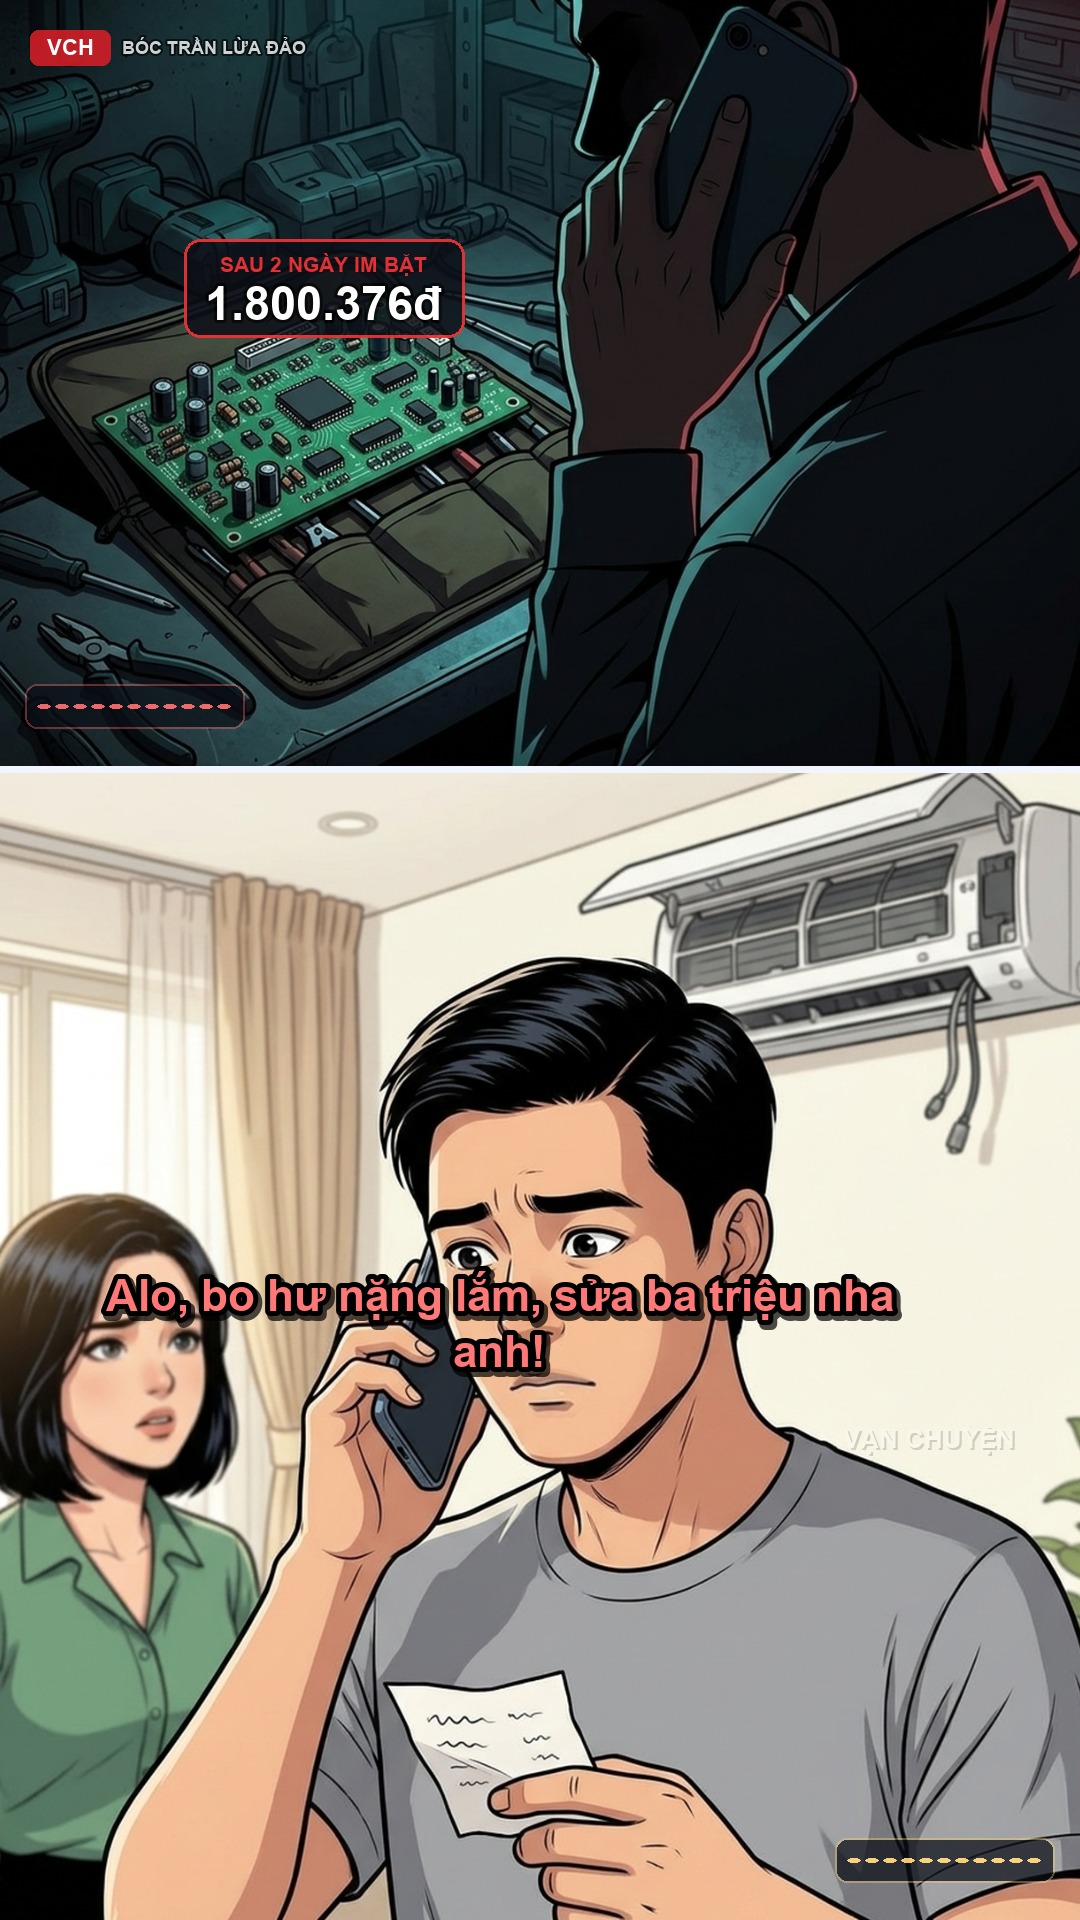 VCH BÓC TRẦN LỪA ĐẢO
SAU 2 NGÀY IM BẶT
1.800.376đ
Alo, bo hư nặng lắm, sửa ba triệu nha
anh!
VẠN CHUYỆN